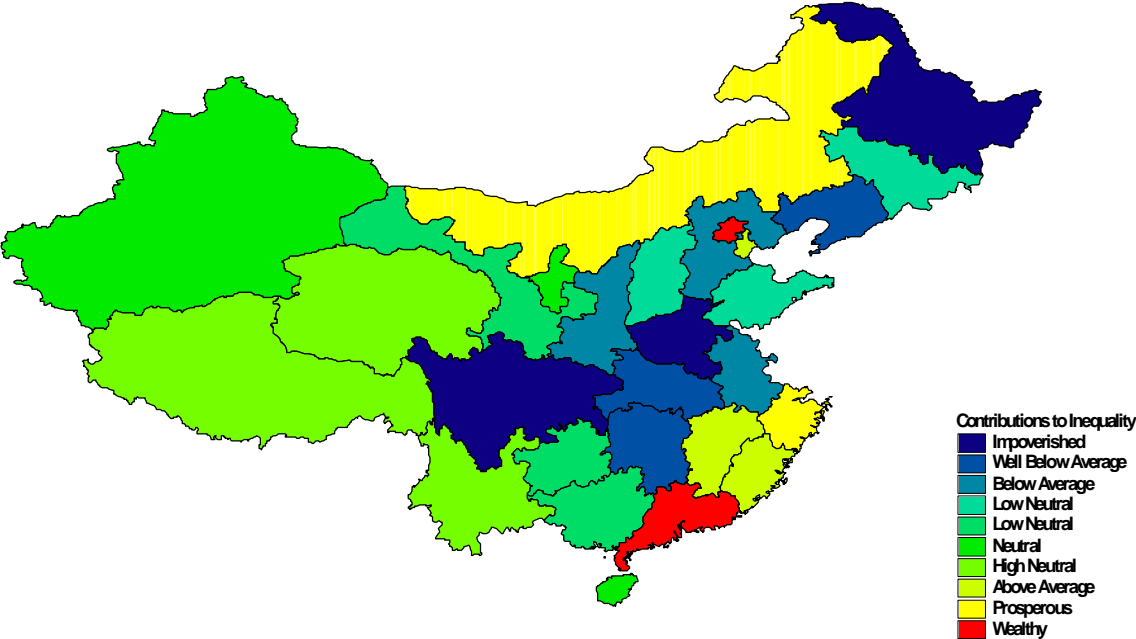 Contributions to Inequality
Impoverished
Well Below Average
Below Average
Low Neutral
Low Neutral
Neutral
High Neutral
Above Average
Prosperous
Wealthy